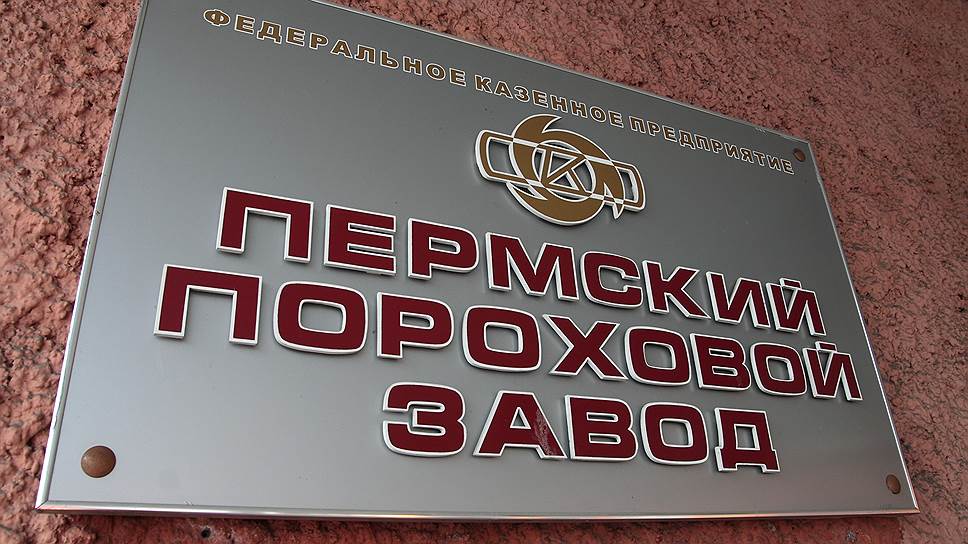 ФЕДЕРАЛЬНОЕ КАЗЕННОЕ ПРЕДПРИЯТИЕ
ПЕРМСКИЙ
ПОРОХОВОЙ
ЗАВОД